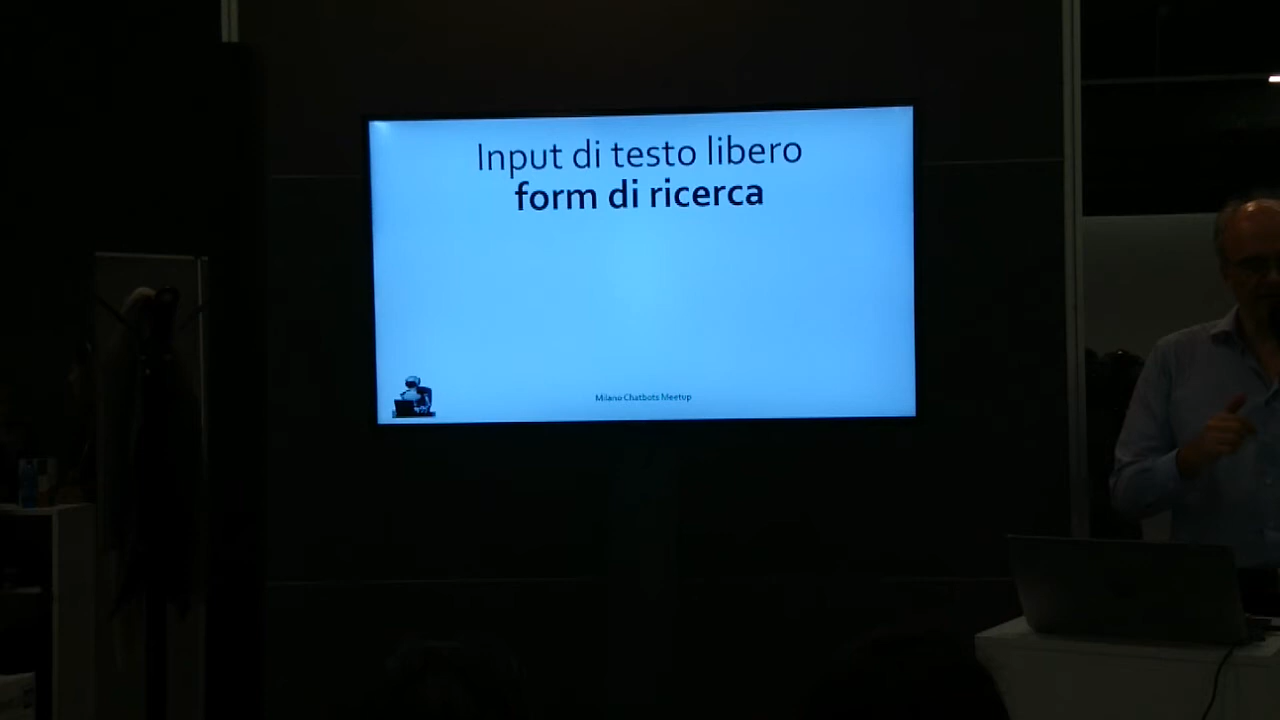 Input di testo libero
form di ricerca
Milano Chatbots Meetup